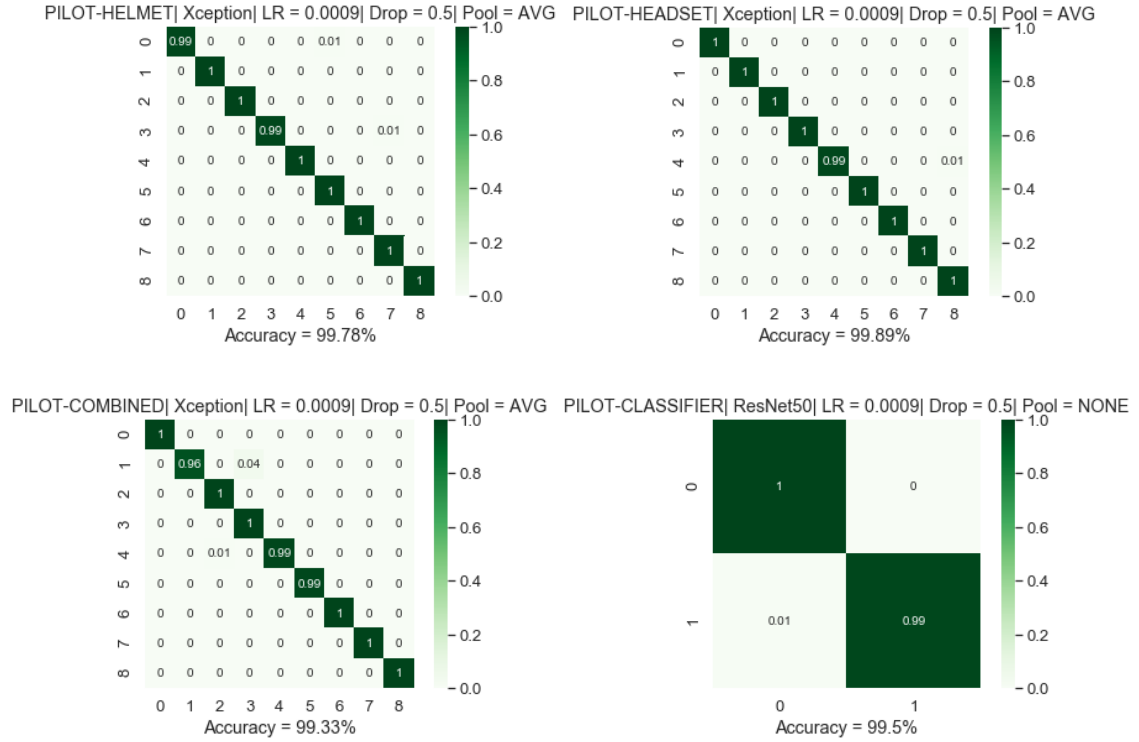 PILOT-HELMET| Xception| LR = 0.0009| Drop = 0.5| Pool = AVG
0 0.99 0 0 0 0 0.01 0 0 0
1 0 1 0 0 0 0 0 0 0
2 0 0 1 0 0 0 0 0 0
3 0 0 0 0.99 0 0 0 0.01 0
4 0 0 0 0 1 0 0 0 0
5 0 0 0 0 0 1 0 0 0
6 0 0 0 0 0 0 1 0 0
7 0 0 0 0 0 0 0 1 0
8 0 0 0 0 0 0 0 0 1
0 1 2 3 4 5 6 7 8
Accuracy = 99.78%
1.0
0.8
0.6
0.4
0.2
0.0
PILOT-HEADSET| Xception| LR = 0.0009| Drop = 0.5| Pool = AVG
0 1 0 0 0 0 0 0 0 0
1 0 1 0 0 0 0 0 0 0
2 0 0 1 0 0 0 0 0 0
3 0 0 0 1 0 0 0 0 0
4 0 0 0 0 0.99 0 0 0 0.01
5 0 0 0 0 0 1 0 0 0
6 0 0 0 0 0 0 1 0 0
7 0 0 0 0 0 0 0 1 0
8 0 0 0 0 0 0 0 0 1
0 1 2 3 4 5 6 7 8
Accuracy = 99.89%
1.0
0.8
0.6
0.4
0.2
0.0
PILOT-COMBINED| Xception| LR = 0.0009| Drop = 0.5| Pool = AVG
0 1 0 0 0 0 0 0 0 0
1 0 0.96 0 0.04 0 0 0 0 0
2 0 0 1 0 0 0 0 0 0
3 0 0 0 1 0 0 0 0 0
4 0 0 0.01 0 0.99 0 0 0 0
5 0 0 0 0 0 0.99 0 0 0
6 0 0 0 0 0 0 1 0 0
7 0 0 0 0 0 0 0 1 0
8 0 0 0 0 0 0 0 0 1
0 1 2 3 4 5 6 7 8
Accuracy = 99.33%
1.0
0.8
0.6
0.4
0.2
0.0
PILOT-CLASSIFIER| ResNet50| LR = 0.0009| Drop = 0.5| Pool = NONE
0 1 0
1 0.01 0.99
0 1
Accuracy = 99.5%
1.0
0.8
0.6
0.4
0.2
0.0